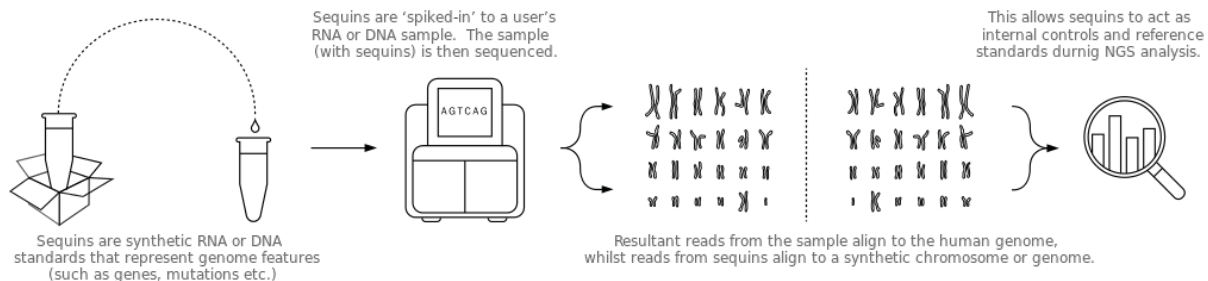 Sequins are ‘spiked-in’ to a user’s
RNA or DNA sample.  The sample
(with sequins) is then sequenced.
This allows sequins to act as
internal controls and reference
standards durnig NGS analysis.
AGTCAG
Sequins are synthetic RNA or DNA
standards that represent genome features
(such as genes, mutations etc.)
Resultant reads from the sample align to the human genome,
whilst reads from sequins align to a synthetic chromosome or genome.